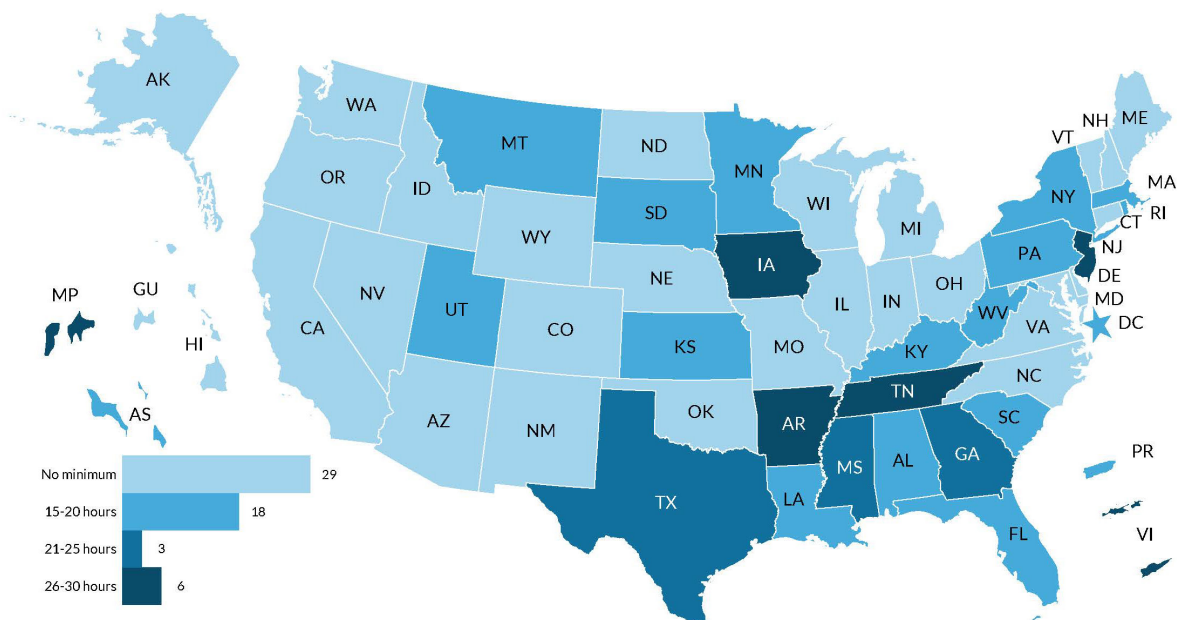 AK
WA
MT
ND
MN
OR
ID
SD
WI
MI
WY
IA
NE
NV
UT
CO
CA
KS
MO
IL
IN
OH
KY
WV
VA
PA
NY
VT
NH
ME
MA
RI
CT
NJ
DE
MD
DC
NC
TN
SC
AZ
NM
OK
AR
MS
AL
GA
TX
LA
FL
MP
GU
HI
AS
PR
VI
No minimum 29
15-20 hours 18
21-25 hours 3
26-30 hours 6